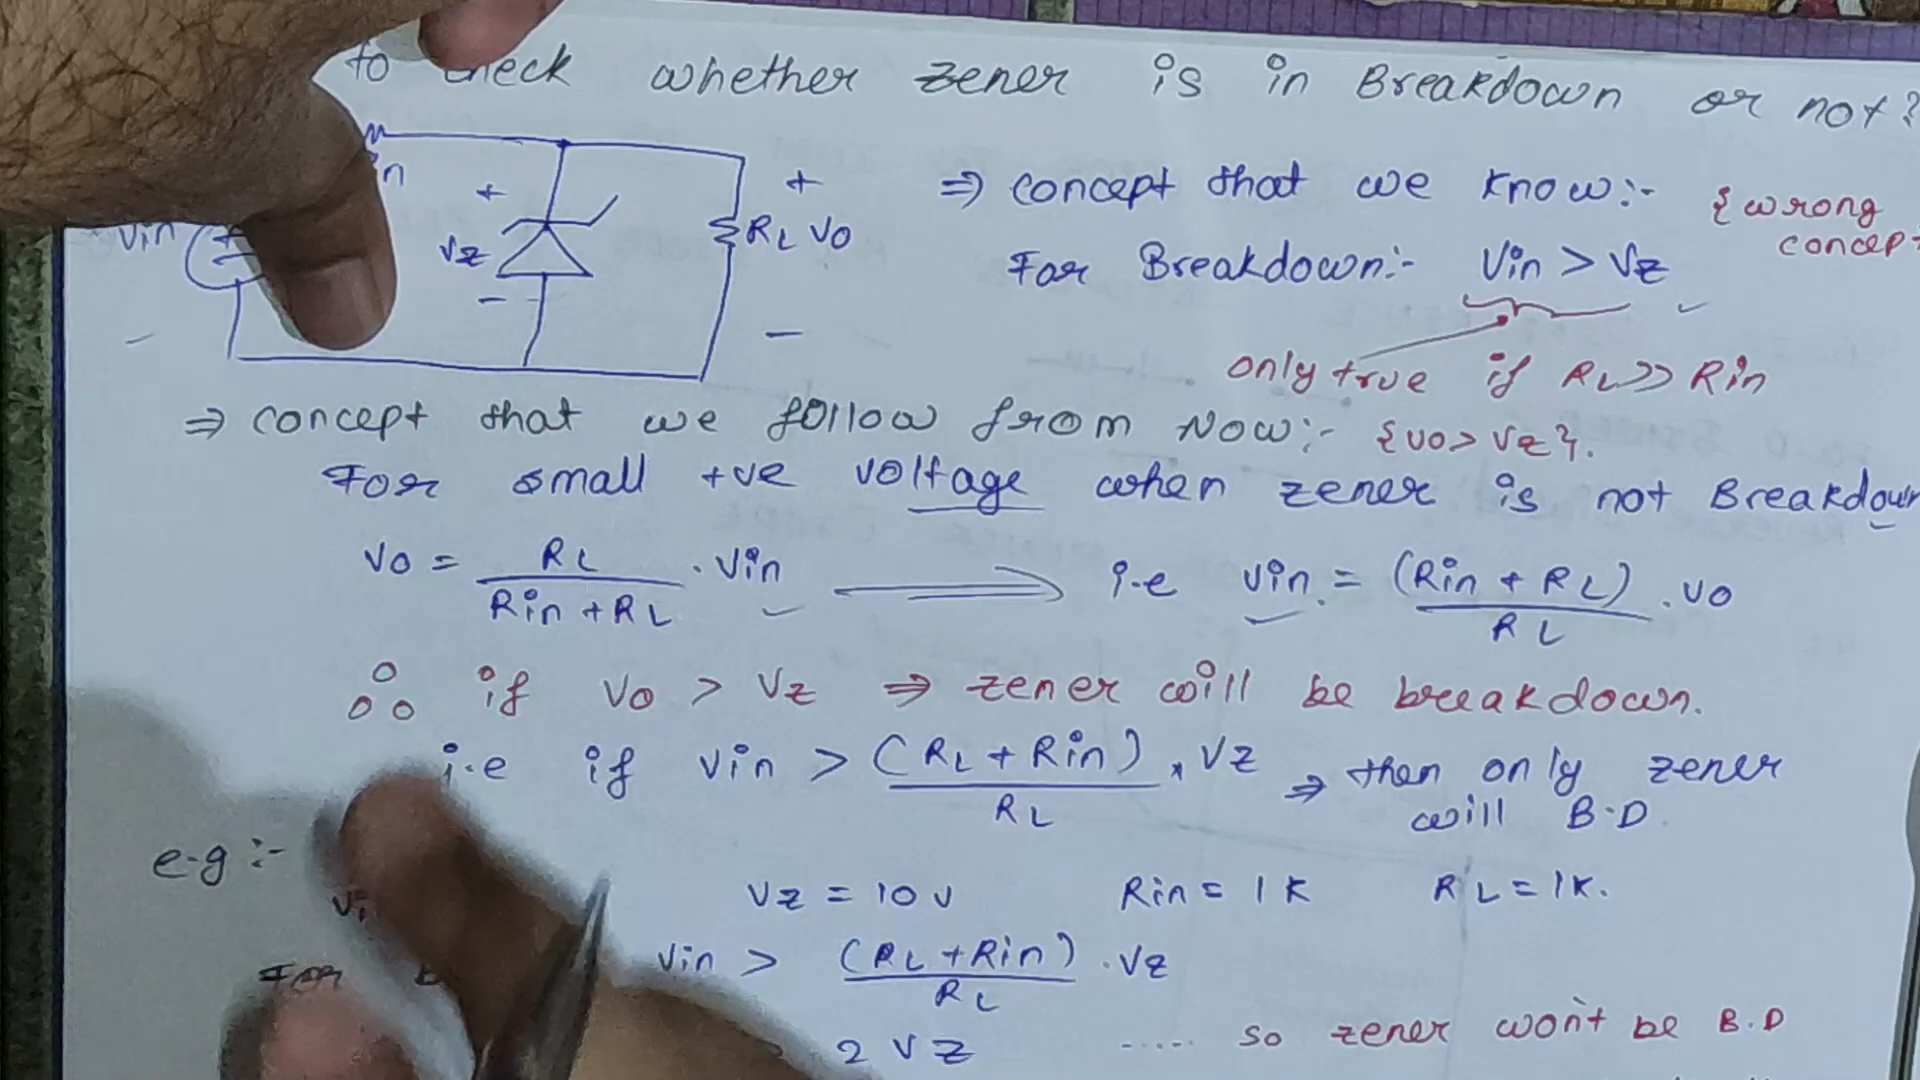 to check whether zener is in Breakdown or not?
in
+ +
Vin + Vz RL Vo
- -
⇒ concept that we know:- {wrong concept
For Breakdown:- Vin > Vz
only true if RL >> Rin
⇒ concept that we follow from Now:- {Vo > Vz}.
For small +ve voltage when zener is not Breakdown
Vo = RL / Rin + RL . Vin ⟹ i.e Vin = (Rin + RL) / RL . Vo
∴ if Vo > Vz ⇒ zener will be breakdown.
i.e if Vin > (RL + Rin) / RL × Vz ⇒ then only zener will B.D.
e-g :-
Vz = 10 V Rin = 1 K RL = 1K.
For
Vin > (RL + Rin) / RL . Vz
2 Vz ..... so zener won't be B.D